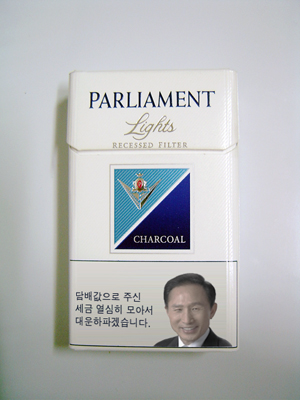 PARLIAMENT
Lights
RECESSED FILTER
CHARCOAL
담배값으로 주신
세금 열심히 모아서
대운하파겠습니다.